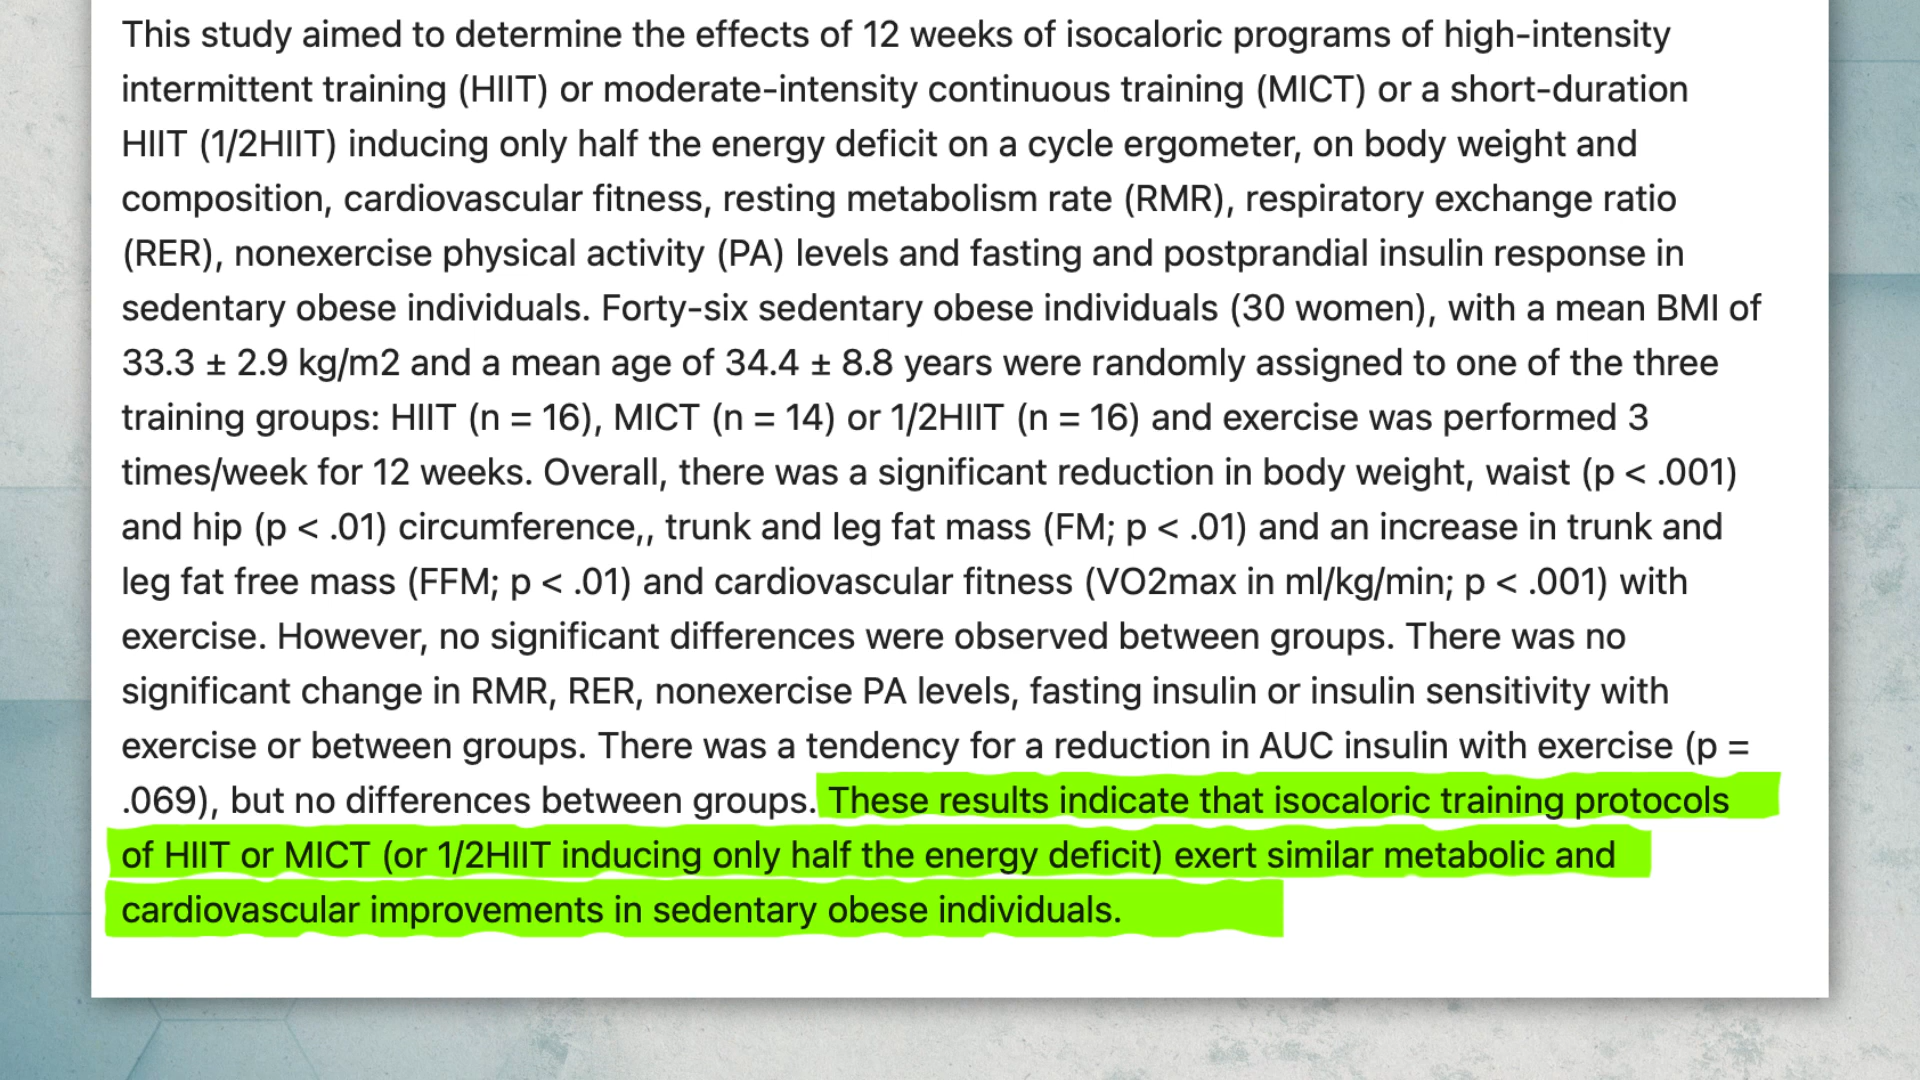 This study aimed to determine the effects of 12 weeks of isocaloric programs of high-intensity
intermittent training (HIIT) or moderate-intensity continuous training (MICT) or a short-duration
HIIT (1/2HIIT) inducing only half the energy deficit on a cycle ergometer, on body weight and
composition, cardiovascular fitness, resting metabolism rate (RMR), respiratory exchange ratio
(RER), nonexercise physical activity (PA) levels and fasting and postprandial insulin response in
sedentary obese individuals. Forty-six sedentary obese individuals (30 women), with a mean BMI of
33.3 ± 2.9 kg/m2 and a mean age of 34.4 ± 8.8 years were randomly assigned to one of the three
training groups: HIIT (n = 16), MICT (n = 14) or 1/2HIIT (n = 16) and exercise was performed 3
times/week for 12 weeks. Overall, there was a significant reduction in body weight, waist (p < .001)
and hip (p < .01) circumference,, trunk and leg fat mass (FM; p < .01) and an increase in trunk and
leg fat free mass (FFM; p < .01) and cardiovascular fitness (VO2max in ml/kg/min; p < .001) with
exercise. However, no significant differences were observed between groups. There was no
significant change in RMR, RER, nonexercise PA levels, fasting insulin or insulin sensitivity with
exercise or between groups. There was a tendency for a reduction in AUC insulin with exercise (p =
.069), but no differences between groups. These results indicate that isocaloric training protocols
of HIIT or MICT (or 1/2HIIT inducing only half the energy deficit) exert similar metabolic and
cardiovascular improvements in sedentary obese individuals.